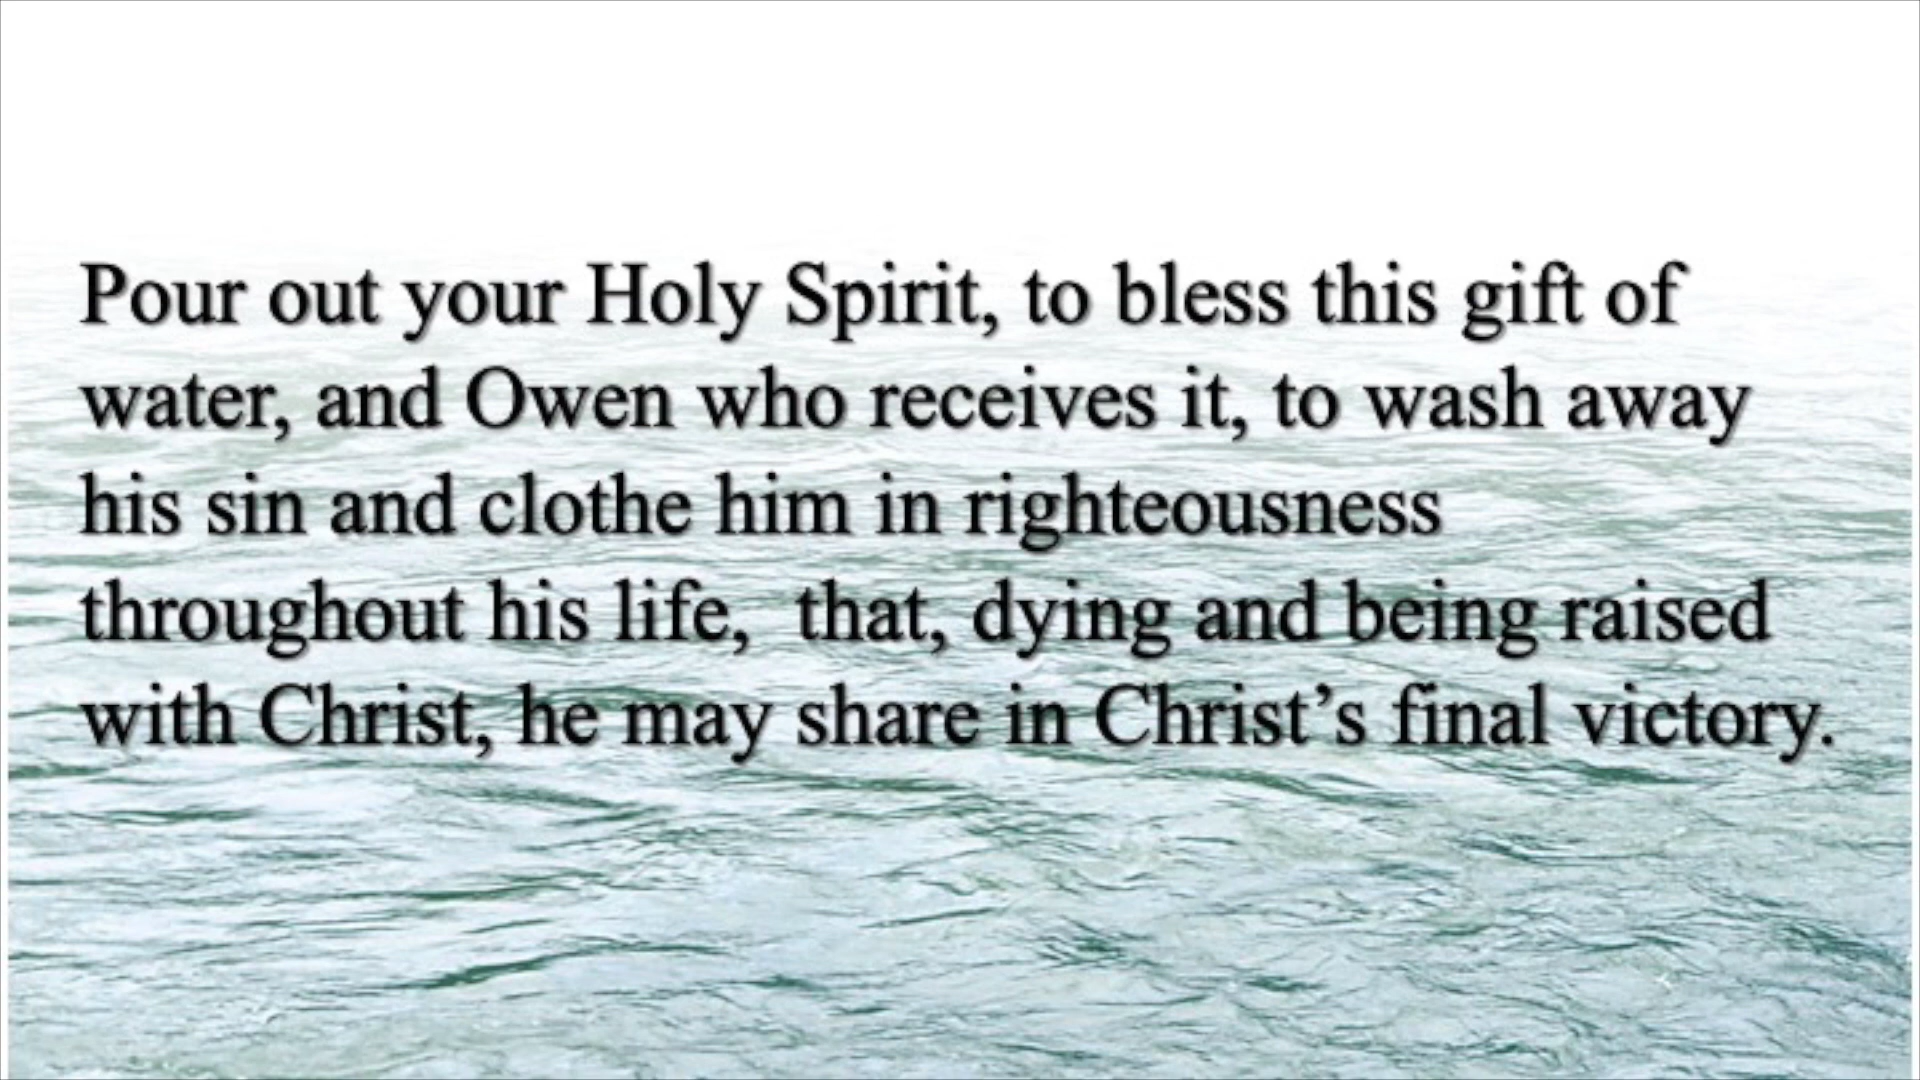 Pour out your Holy Spirit, to bless this gift of
water, and Owen who receives it, to wash away
his sin and clothe him in righteousness
throughout his life,  that, dying and being raised
with Christ, he may share in Christ’s final victory.